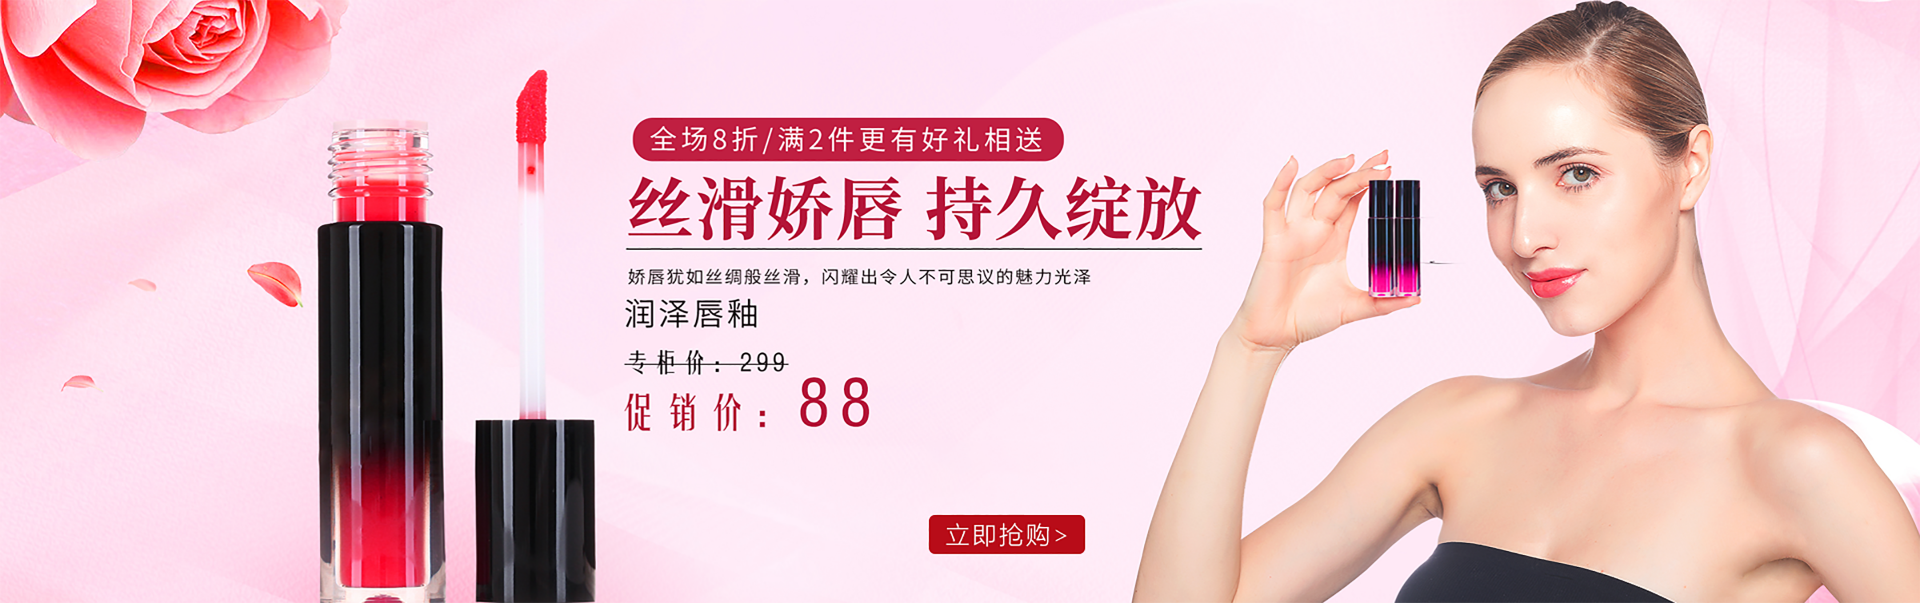 全场8折/满2件更有好礼相送
丝滑娇唇 持久绽放
娇唇犹如丝绸般丝滑，闪耀出令人不可思议的魅力光泽
润泽唇釉
专柜价：299
促销价：88
立即抢购>